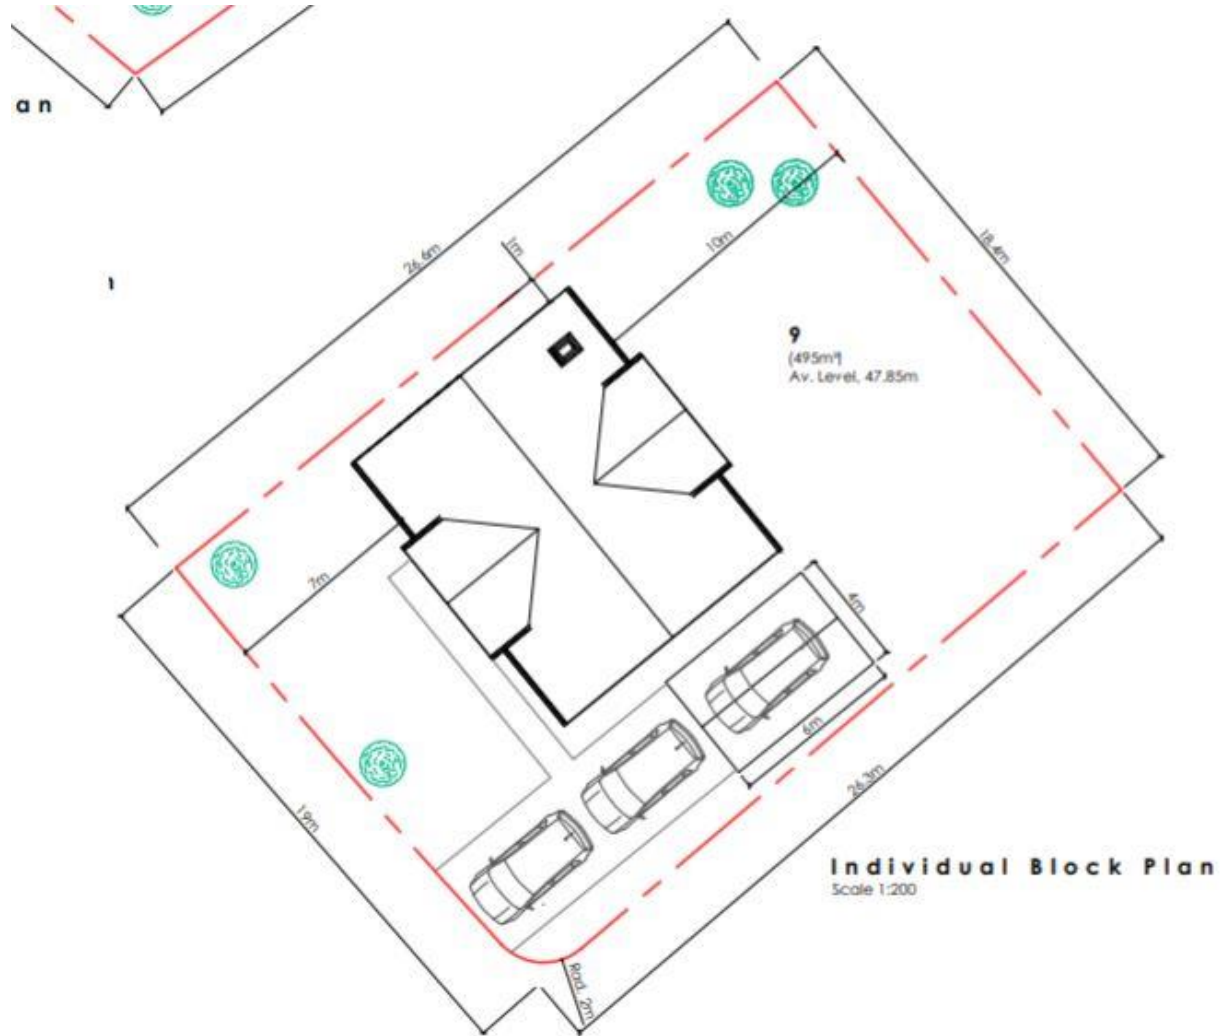 an
26.6m
1m
10m
18.4m
9
(495m²)
Av. Level, 47.85m
7m
4m
6m
19m
26.3m
Rad. 2m
Individual Block Plan
Scale 1:200